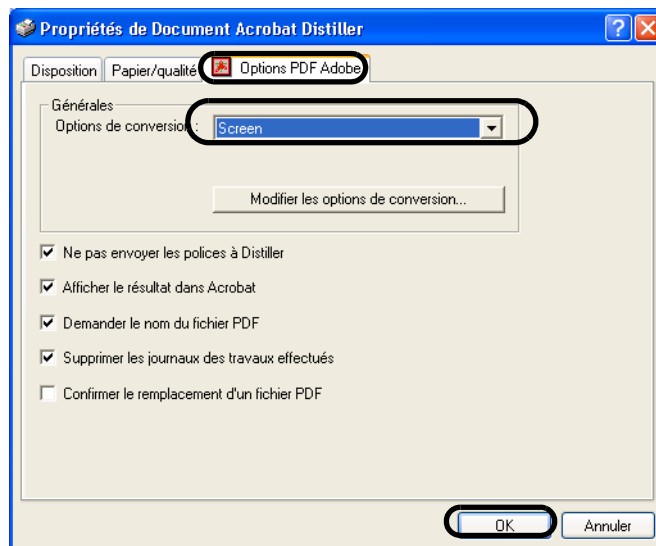 Propriétés de Document Acrobat Distiller
Disposition
Papier/qualité
Options PDF Adobe
Générales
Options de conversion :
Screen
Modifier les options de conversion...
Ne pas envoyer les polices à Distiller
Afficher le résultat dans Acrobat
Demander le nom du fichier PDF
Supprimer les journaux des travaux effectués
Confirmer le remplacement d'un fichier PDF
OK
Annuler